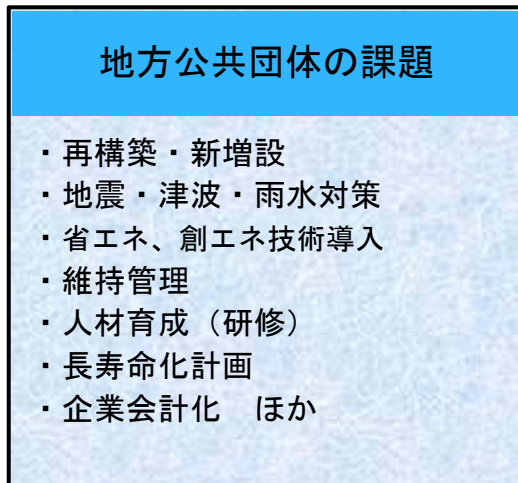 地方公共団体の課題
・再構築・新増設
・地震・津波・雨水対策
・省エネ、創エネ技術導入
・維持管理
・人材育成（研修）
・長寿命化計画
・企業会計化　ほか